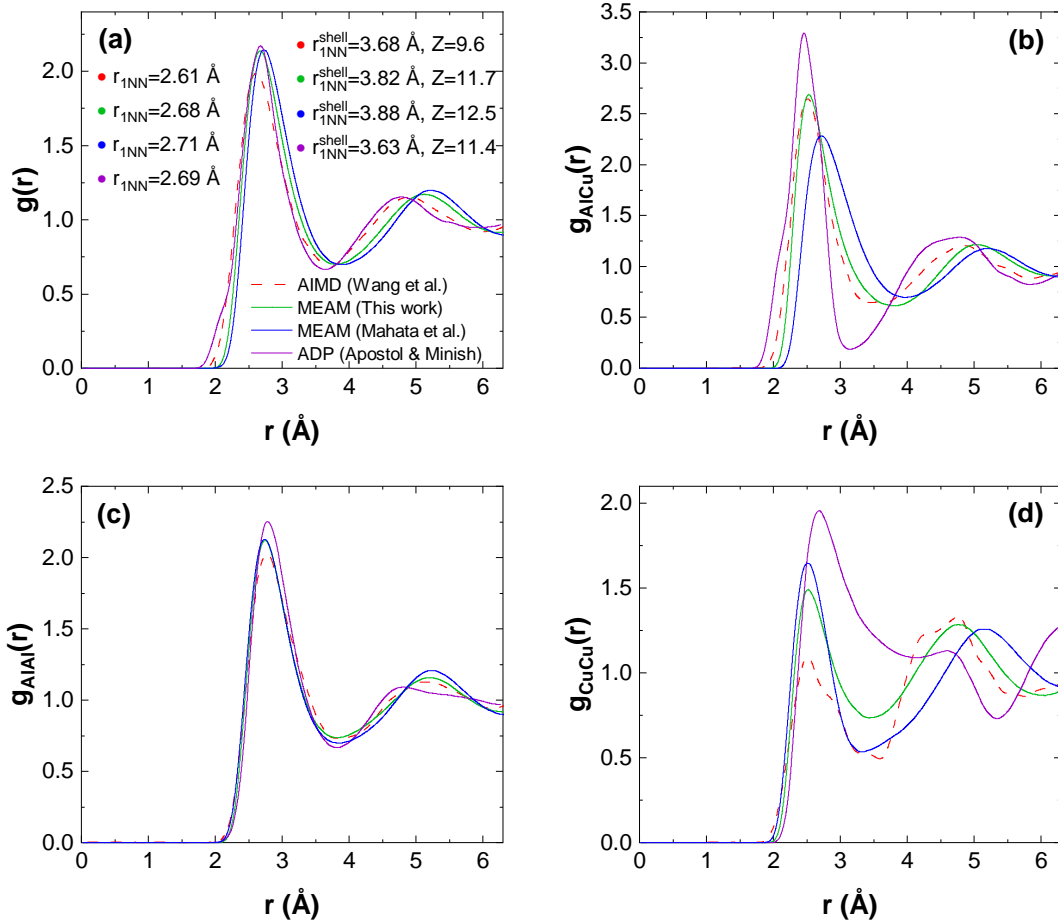 (a)
r1NN=2.61 Å
r1NN=2.68 Å
r1NN=2.71 Å
r1NN=2.69 Å
rshell1NN=3.68 Å, Z=9.6
rshell1NN=3.82 Å, Z=11.7
rshell1NN=3.88 Å, Z=12.5
rshell1NN=3.63 Å, Z=11.4
AIMD (Wang et al.)
MEAM (This work)
MEAM (Mahata et al.)
ADP (Apostol & Minish)
g(r)
2.0
1.5
1.0
0.5
0.0
0 1 2 3 4 5 6
r (Å)
(b)
gAlCu(r)
3.5
3.0
2.5
2.0
1.5
1.0
0.5
0.0
0 1 2 3 4 5 6
r (Å)
(c)
gAlAl(r)
2.5
2.0
1.5
1.0
0.5
0.0
0 1 2 3 4 5 6
r (Å)
(d)
gCuCu(r)
2.0
1.5
1.0
0.5
0.0
0 1 2 3 4 5 6
r (Å)